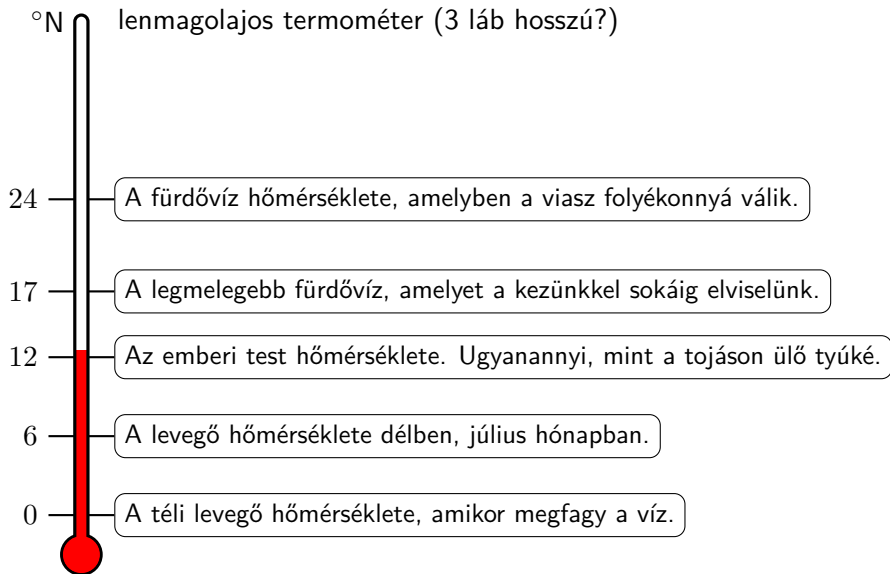 °N lenmagolajos termométer (3 láb hosszú?)
24 A fürdővíz hőmérséklete, amelyben a viasz folyékonnyá válik.
17 A legmelegebb fürdővíz, amelyet a kezünkkel sokáig elviselünk.
12 Az emberi test hőmérséklete. Ugyanannyi, mint a tojáson ülő tyúké.
6 A levegő hőmérséklete délben, július hónapban.
0 A téli levegő hőmérséklete, amikor megfagy a víz.